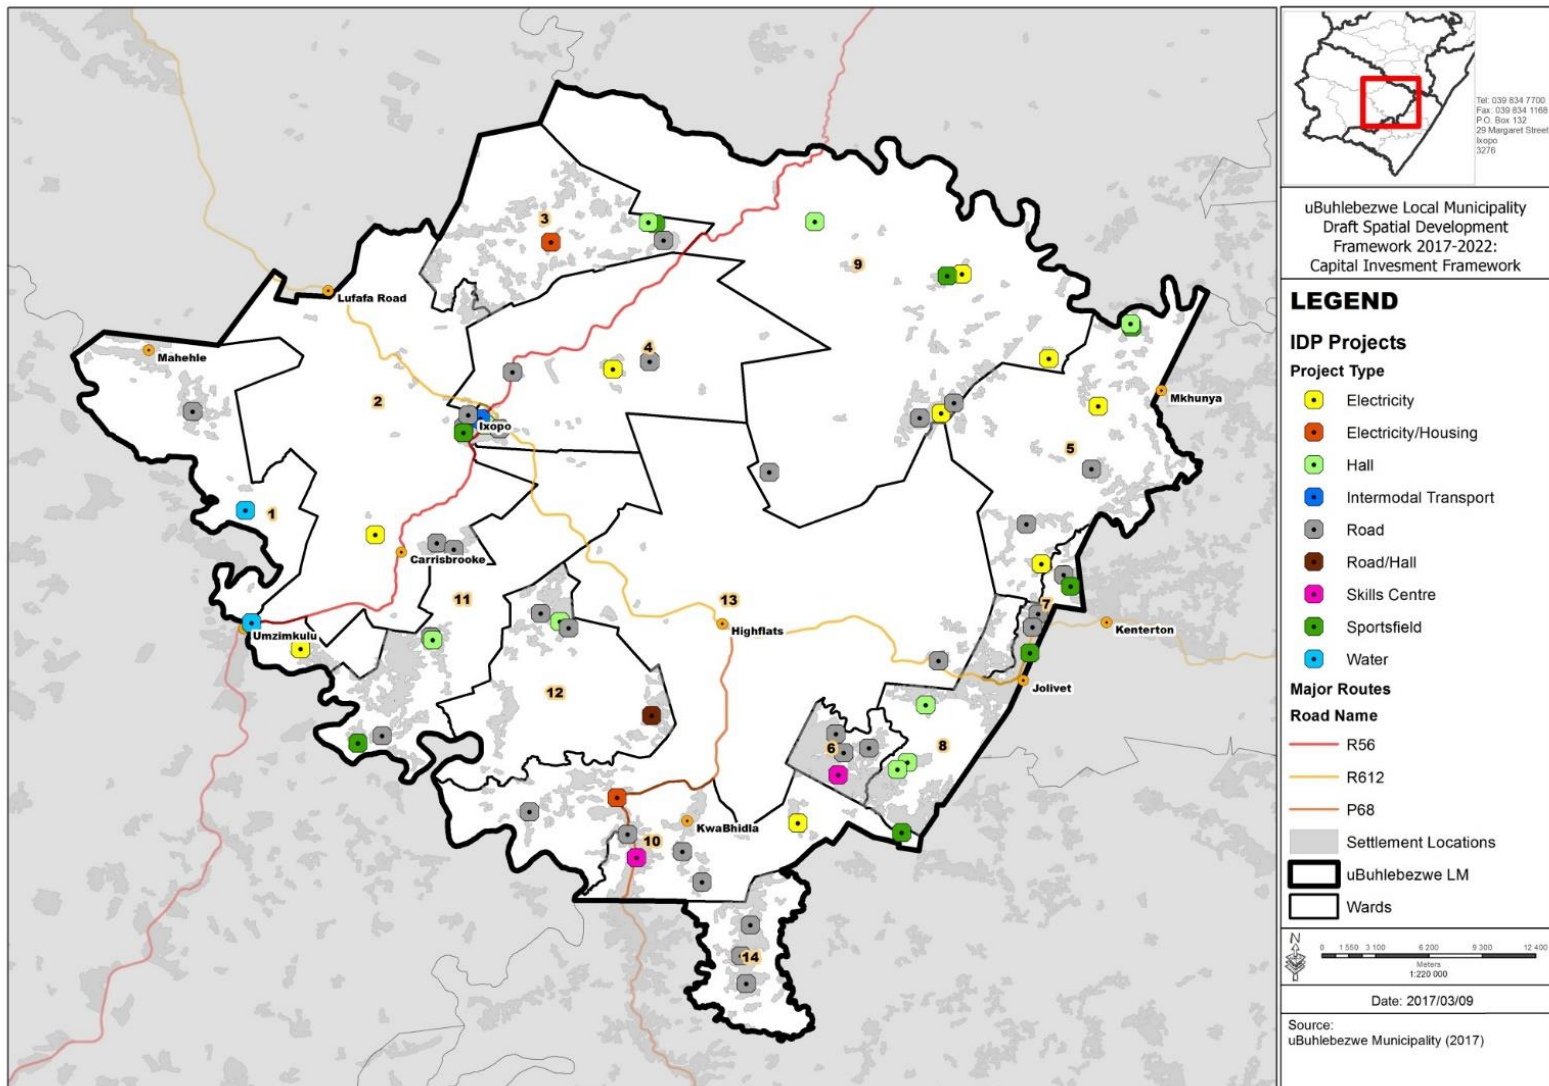 3
9
Lufafa Road
Mahehle
4
2
Mkhunya
Ixopo
5
1
Carrisbrooke
11
13
7
Umzimkulu
Highflats
Kenterton
12
Jolivet
6
8
KwaBhidla
10
14
Tel: 039 834 7700
Fax: 039 834 1168
P.O. Box 132
29 Margaret Street
Ixopo
3276
uBuhlebezwe Local Municipality
Draft Spatial Development
Framework 2017-2022:
Capital Invesment Framework
LEGEND
IDP Projects
Project Type
Electricity
Electricity/Housing
Hall
Intermodal Transport
Road
Road/Hall
Skills Centre
Sportsfield
Water
Major Routes
Road Name
R56
R612
P68
Settlement Locations
uBuhlebezwe LM
Wards
N
0 1 550 3 100 6 200 9 300 12 400
Meters
1:220 000
Date: 2017/03/09
Source:
uBuhlebezwe Municipality (2017)